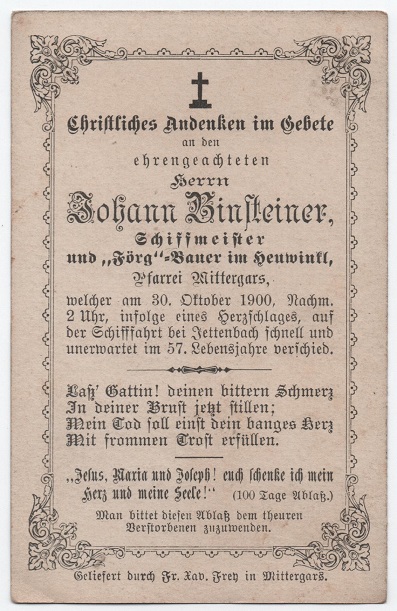 Christliches Andenken im Gebete
an den
ehrengeachteten
Herrn
Johann Binsteiner,
Schiffmeister
und „Förg"-Bauer im Heuwinkl,
Pfarrei Mittergars,
welcher am 30. Oktober 1900, Nachm.
2 Uhr, infolge eines Herzschlages, auf
der Schifffahrt bei Jettenbach schnell und
unerwartet im 57. Lebensjahre verschied.
Laß' Gattin! deinen bittern Schmerz
In deiner Brust jetzt stillen;
Mein Tod soll einst dein banges Herz
Mit frommen Trost erfüllen.
„Jesus, Maria und Joseph! euch schenke ich mein
Herz und meine Seele!" (100 Tage Ablaß.)
Man bittet diesen Ablaß dem theuren
Verstorbenen zuzuwenden.
Geliefert durch Fr. Xav. Frey in Mittergars.